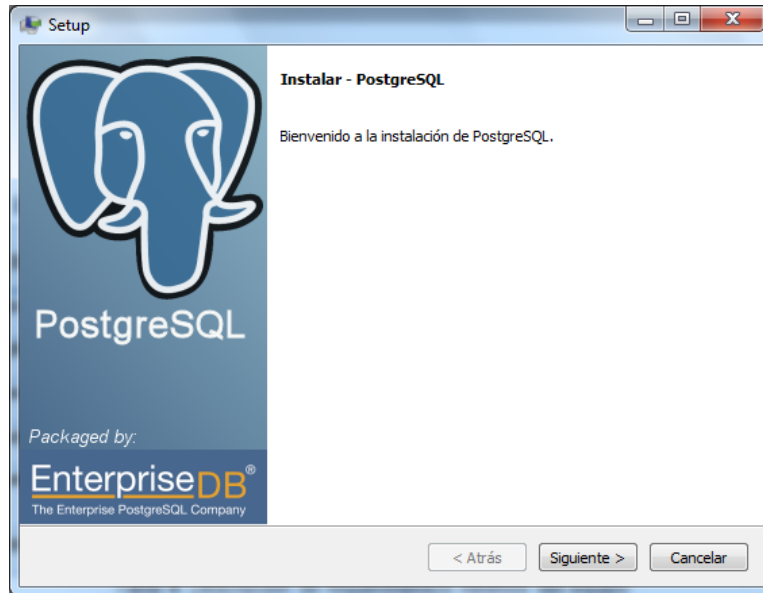 Setup
Instalar - PostgreSQL
Bienvenido a la instalación de PostgreSQL.
PostgreSQL
Packaged by:
EnterpriseDB®
The Enterprise PostgreSQL Company
< Atrás
Siguiente >
Cancelar